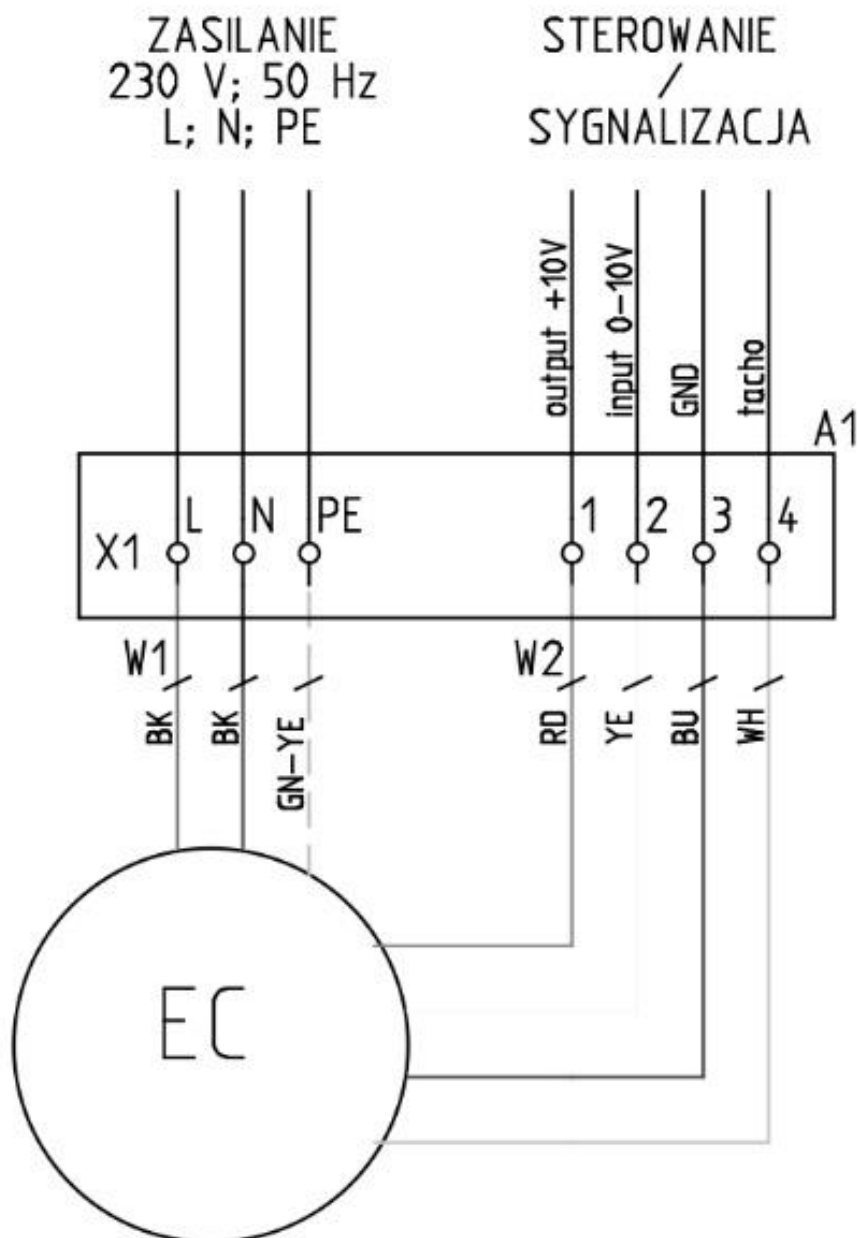 ZASILANIE
230 V; 50 Hz
L; N; PE
STEROWANIE
/
SYGNALIZACJA
output +10V
input 0-10V
GND
tacho
A1
X1
L
N
PE
1
2
3
4
W1
W2
BK
BK
GN-YE
RD
YE
BU
WH
EC